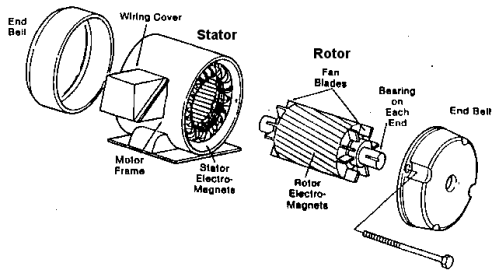 End
Bell
Wiring Cover
Stator
Rotor
Fan
Blades
Bearing
on
Each
End
End Bell
Motor
Frame
Stator
Electro-
Magnets
Rotor
Electro-
Magnets